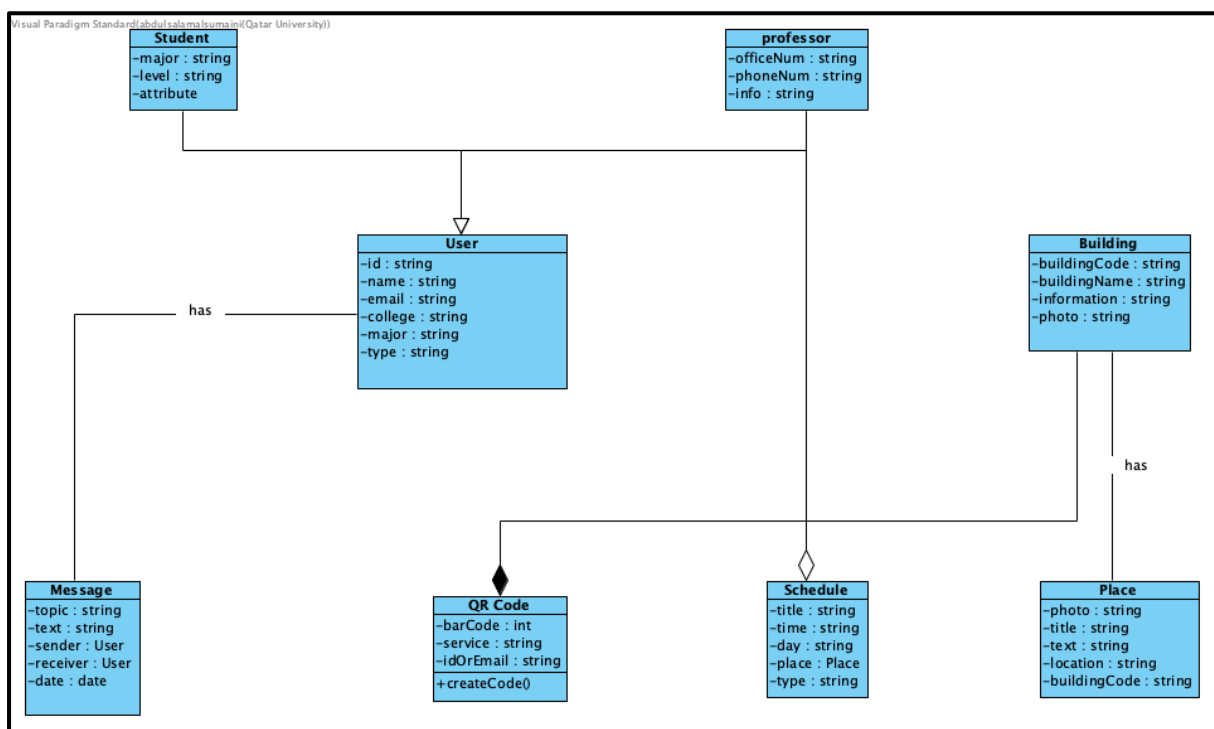 Visual Paradigm Standard(abdulsalamalsumaini(Qatar University))
Student
-major : string
-level : string
-attribute
professor
-officeNum : string
-phoneNum : string
-info : string
User
-id : string
-name : string
-email : string
-college : string
-major : string
-type : string
Building
-buildingCode : string
-buildingName : string
-information : string
-photo : string
has
has
Message
-topic : string
-text : string
-sender : User
-receiver : User
-date : date
QR Code
-barCode : int
-service : string
-idOrEmail : string
+createCode()
Schedule
-title : string
-time : string
-day : string
-place : Place
-type : string
Place
-photo : string
-title : string
-text : string
-location : string
-buildingCode : string